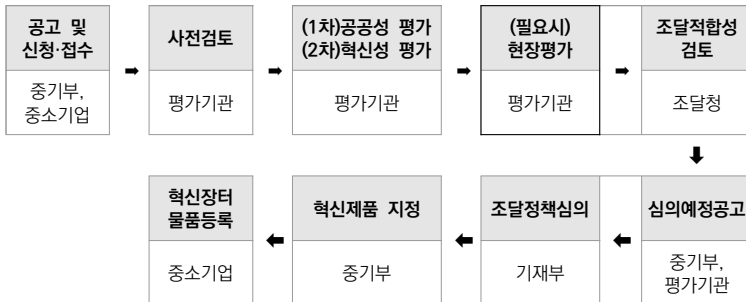 공고 및
신청·접수
중기부,
중소기업
➡
사전검토
평가기관
➡
(1차)공공성 평가
(2차)혁신성 평가
평가기관
➡
(필요시)
현장평가
평가기관
➡
조달적합성
검토
조달청
⬇
심의예정공고
중기부,
평가기관
⬅
조달정책심의
기재부
⬅
혁신제품 지정
중기부
⬅
혁신장터
물품등록
중소기업